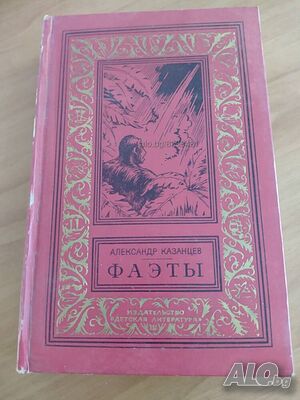 АЛЕКСАНДР КАЗАНЦЕВ
ФАЭТЫ
ИЗДАТЕЛЬСТВО
«ДЕТСКАЯ ЛИТЕРАТУРА»
ALO.bg